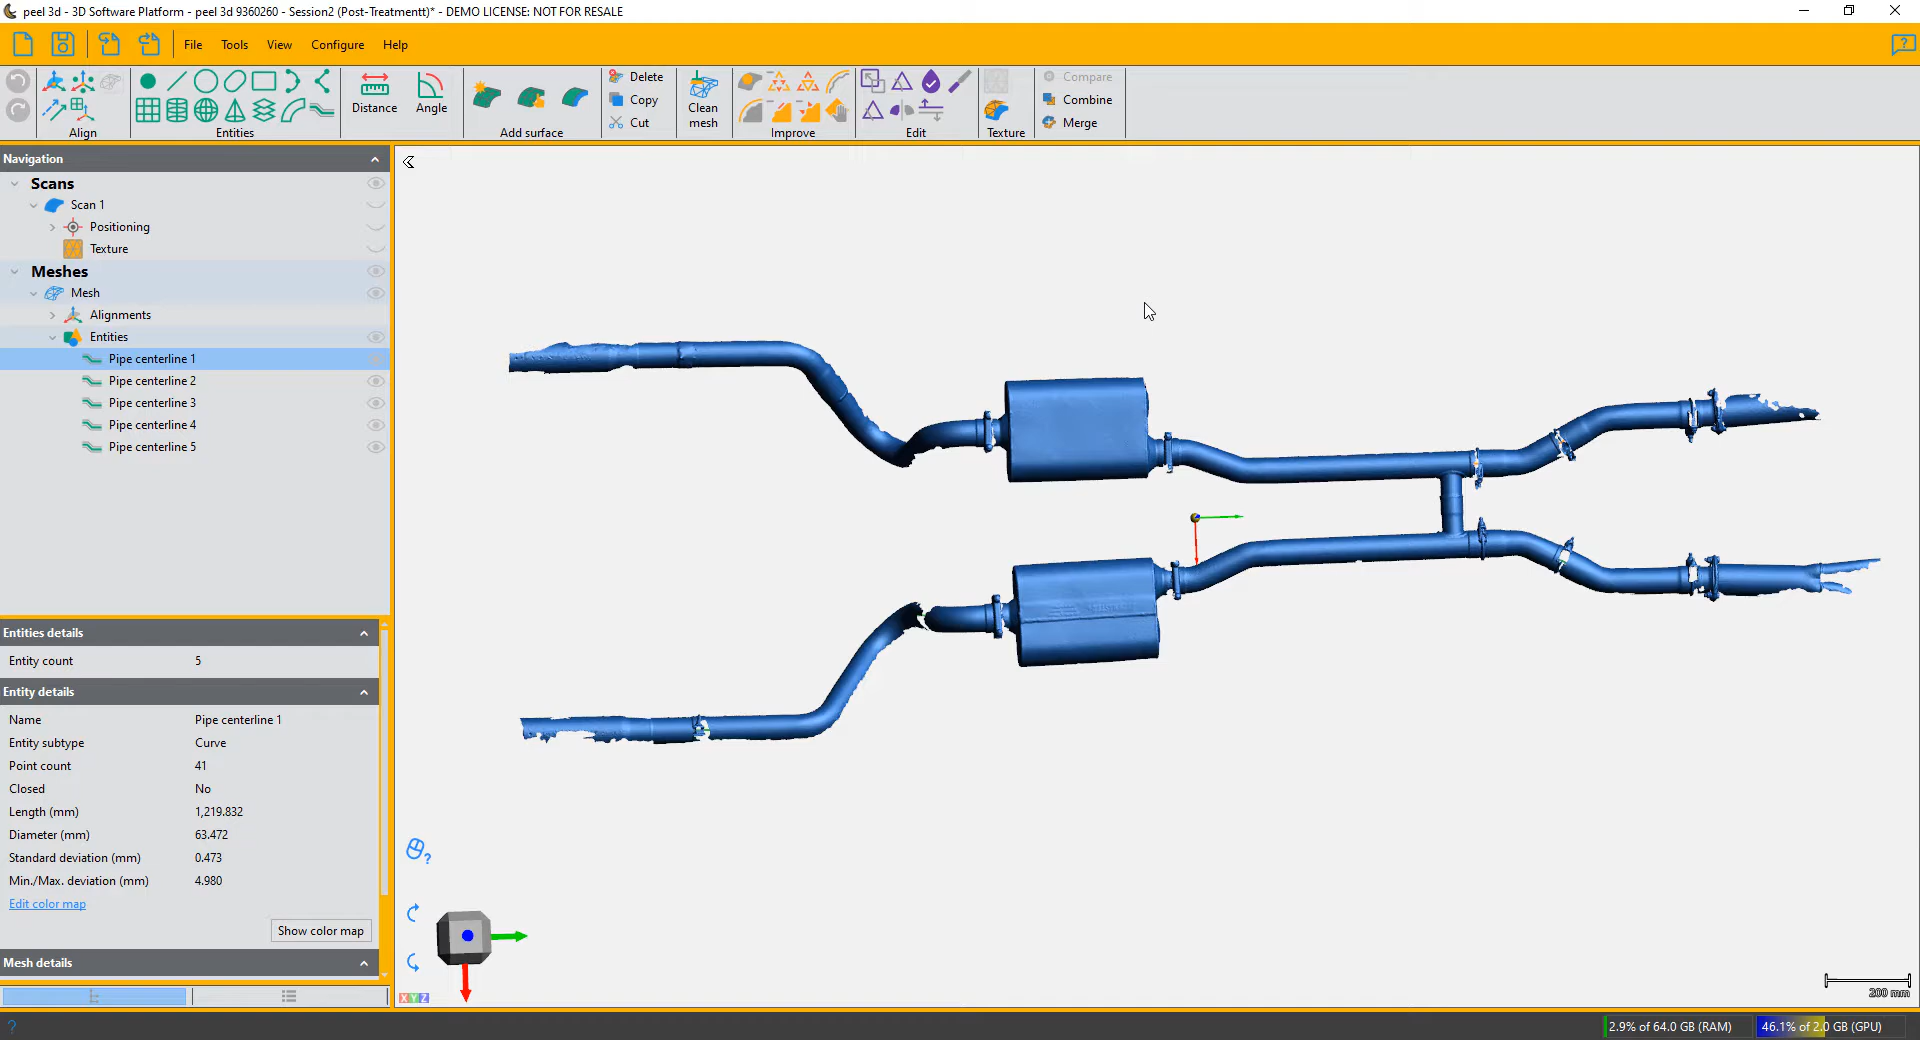 peel 3d - 3D Software Platform - peel 3d 9360260 - Session2 (Post-Treatmentt)* - DEMO LICENSE: NOT FOR RESALE
File Tools View Configure Help
Align
Entities
Distance
Angle
Add surface
Delete
Copy
Cut
Clean
mesh
Improve
Edit
Texture
Compare
Combine
Merge
Navigation
Scans
Scan 1
Positioning
Texture
Meshes
Mesh
Alignments
Entities
Pipe centerline 1
Pipe centerline 2
Pipe centerline 3
Pipe centerline 4
Pipe centerline 5
Entities details
Entity count 5
Entity details
Name Pipe centerline 1
Entity subtype Curve
Point count 41
Closed No
Length (mm) 1,219.832
Diameter (mm) 63.472
Standard deviation (mm) 0.473
Min./Max. deviation (mm) 4.980
Edit color map
Show color map
Mesh details
X Y Z
200 mm
2.9% of 64.0 GB (RAM)
46.1% of 2.0 GB (GPU)